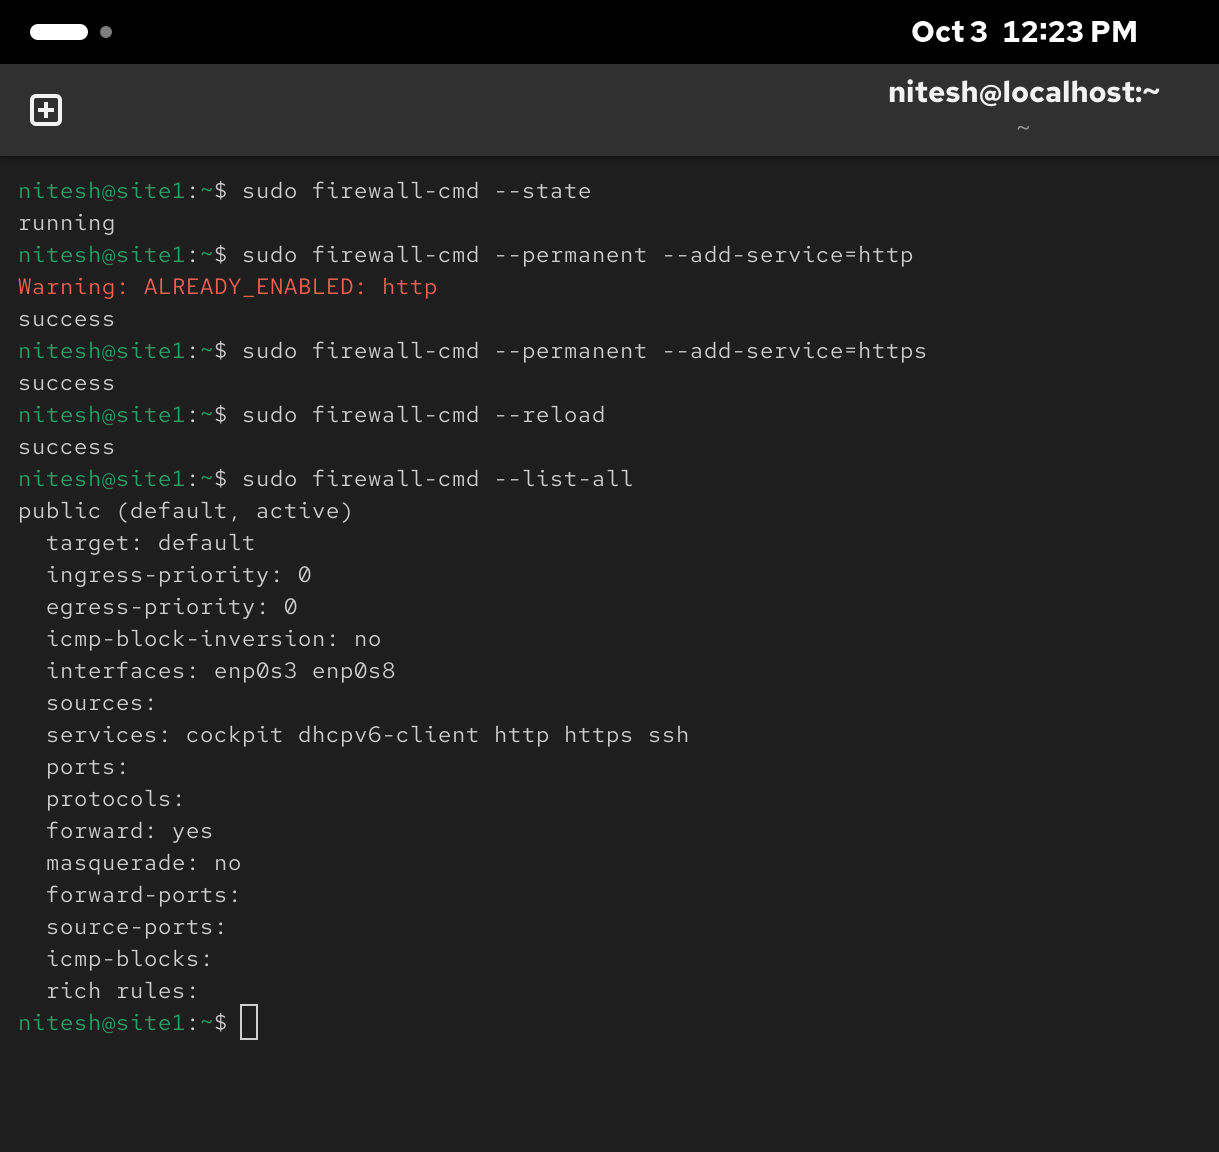 Oct 3 12:23 PM
nitesh@localhost:~
~
nitesh@site1:~$ sudo firewall-cmd --state
running
nitesh@site1:~$ sudo firewall-cmd --permanent --add-service=http
Warning: ALREADY_ENABLED: http
success
nitesh@site1:~$ sudo firewall-cmd --permanent --add-service=https
success
nitesh@site1:~$ sudo firewall-cmd --reload
success
nitesh@site1:~$ sudo firewall-cmd --list-all
public (default, active)
  target: default
  ingress-priority: 0
  egress-priority: 0
  icmp-block-inversion: no
  interfaces: enp0s3 enp0s8
  sources:
  services: cockpit dhcpv6-client http https ssh
  ports:
  protocols:
  forward: yes
  masquerade: no
  forward-ports:
  source-ports:
  icmp-blocks:
  rich rules:
nitesh@site1:~$